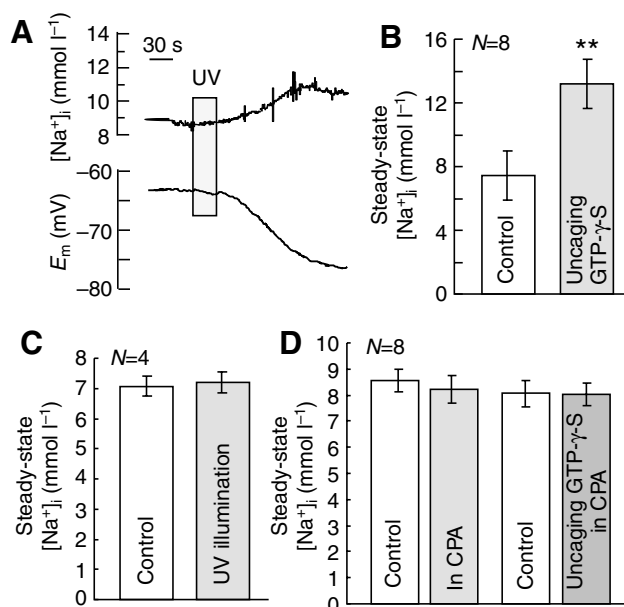 A
30 s
UV
[Na+]i (mmol l–1)
14
12
10
8
Em (mV)
–60
–70
–80
B
N=8
**
Steady-state
[Na+]i (mmol l–1)
16
12
8
4
0
Control
Uncaging
GTP-γ-S
C
N=4
Steady-state
[Na+]i (mmol l–1)
10
9
8
7
6
5
4
3
2
1
0
Control
UV illumination
D
N=8
Steady-state
[Na+]i (mmol l–1)
10
9
8
7
6
5
4
3
2
1
0
Control
In CPA
Control
Uncaging GTP-γ-S
in CPA